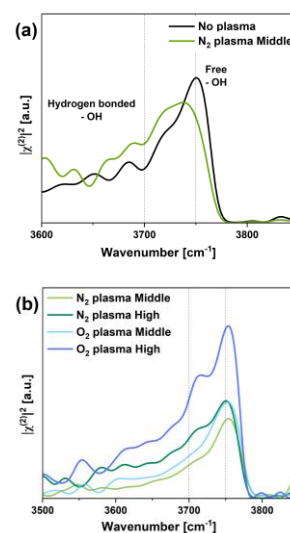 (a)
No plasma
N₂ plasma Middle
Free
- OH
Hydrogen bonded
- OH
|χ⁽²⁾|² [a.u.]
3600
3700
3800
Wavenumber [cm⁻¹]
(b)
N₂ plasma Middle
N₂ plasma High
O₂ plasma Middle
O₂ plasma High
|χ⁽²⁾|² [a.u.]
3500
3600
3700
3800
Wavenumber [cm⁻¹]